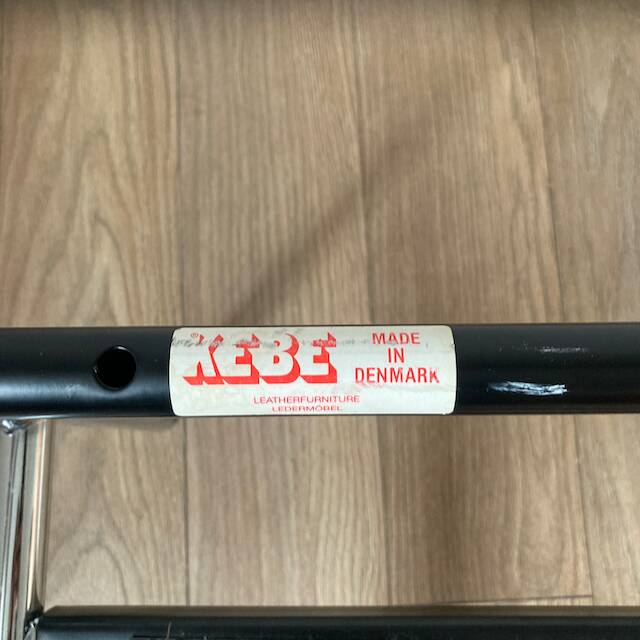 ® KEBE
MADE
IN
DENMARK
LEATHERFURNITURE
LEDERMÖBEL